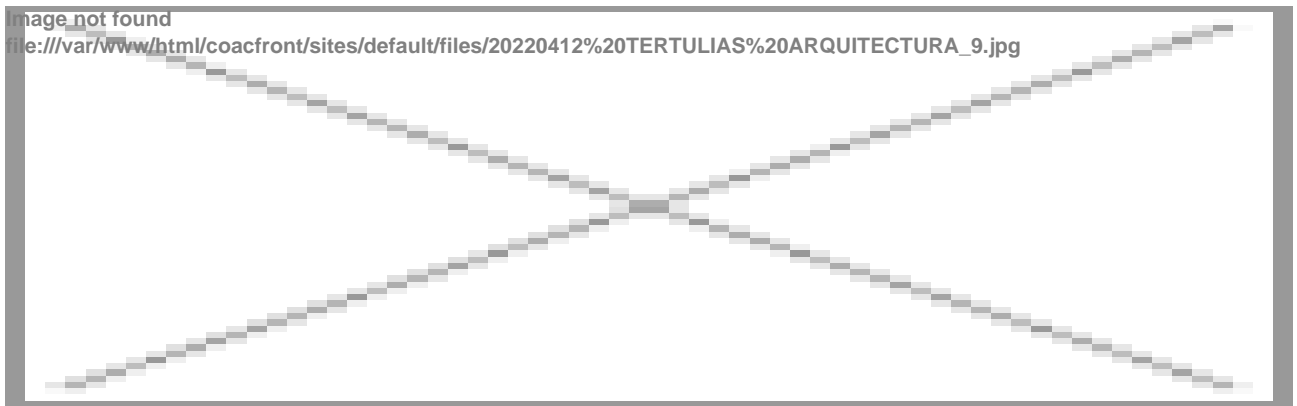 Image not found
file:///var/www/html/coacfront/sites/default/files/20220412%20TERTULIAS%20ARQUITECTURA_9.jpg